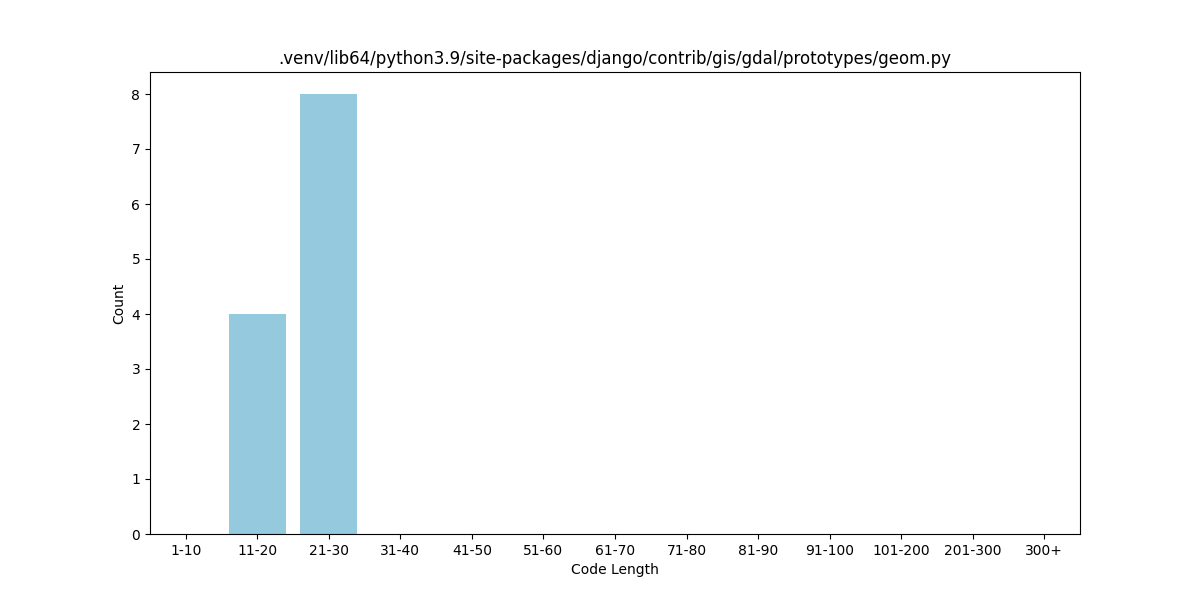 .venv/lib64/python3.9/site-packages/django/contrib/gis/gdal/prototypes/geom.py
8
7
6
5
4
3
2
1
0
Count
1-10 11-20 21-30 31-40 41-50 51-60 61-70 71-80 81-90 91-100 101-200 201-300 300+
Code Length